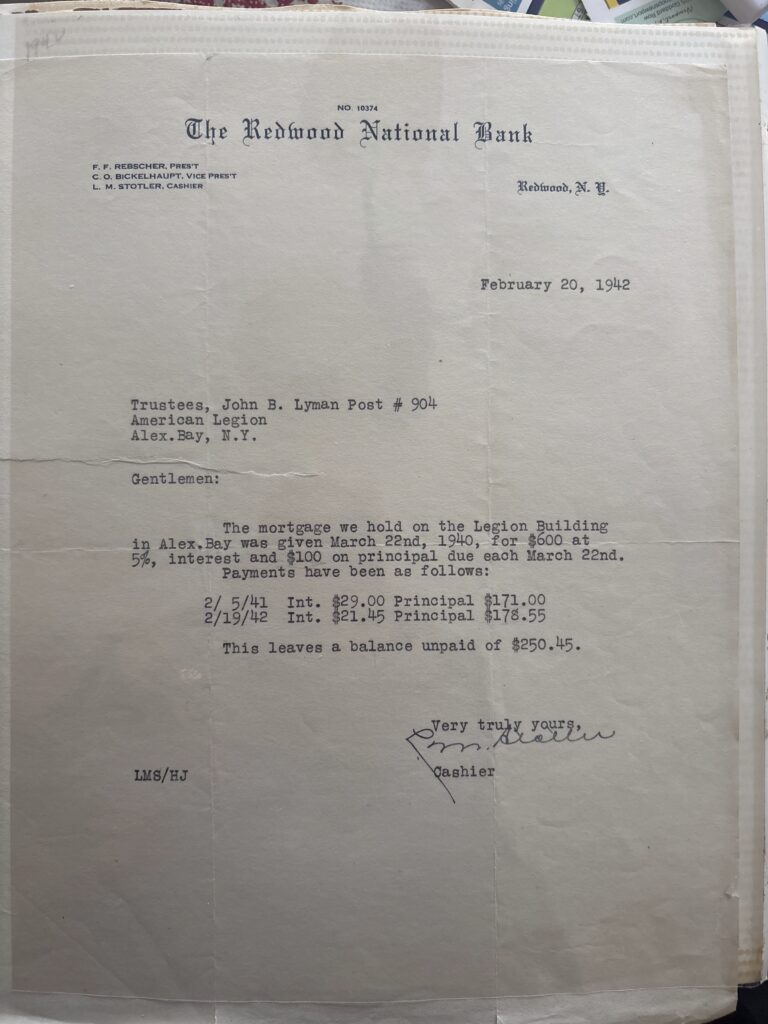 1942
NO. 10374
The Redwood National Bank
F. F. REBSCHER, PRES'T
C. O. BICKELHAUPT, VICE PRES'T
L. M. STOTLER, CASHIER
Redwood, N. Y.
February 20, 1942
Trustees, John B. Lyman Post # 904
American Legion
Alex.Bay, N.Y.
Gentlemen:
The mortgage we hold on the Legion Building
in Alex.Bay was given March 22nd, 1940, for $600 at
5%, interest and $100 on principal due each March 22nd.
Payments have been as follows:
2/ 5/41 Int. $29.00 Principal $171.00
2/19/42 Int. $21.45 Principal $178.55
This leaves a balance unpaid of $250.45.
Very truly yours,
L. M. Stotler
Cashier
LMS/HJ